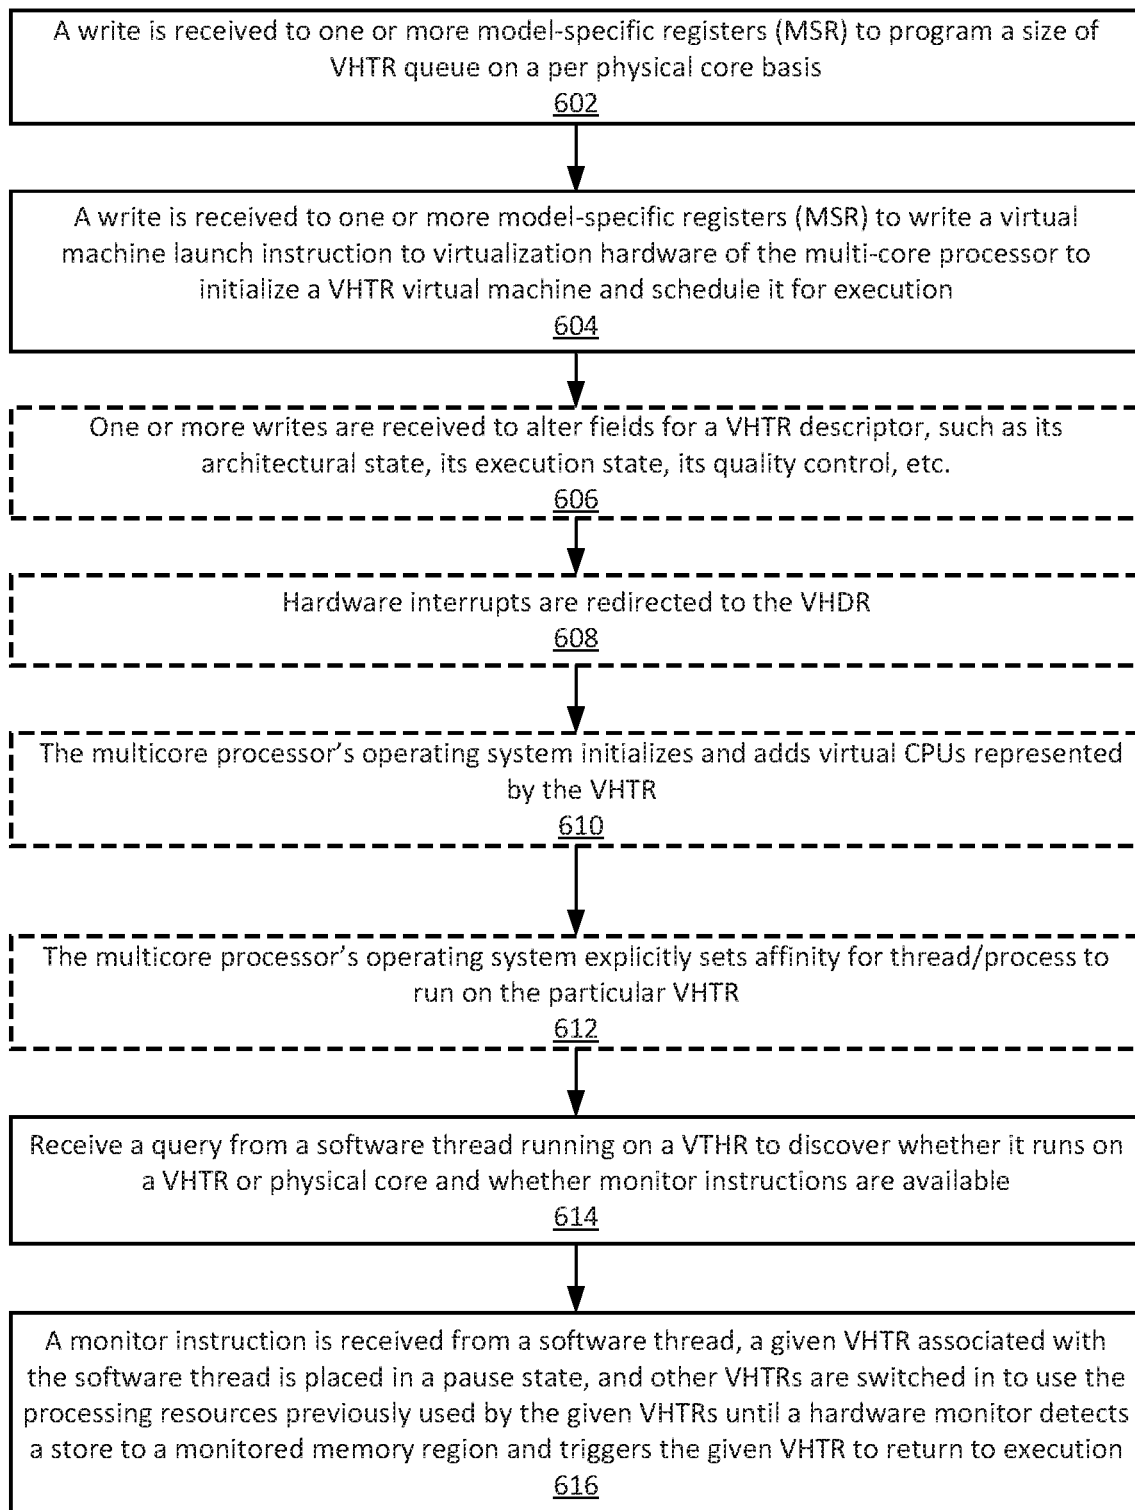 A write is received to one or more model-specific registers (MSR) to program a size of
VHTR queue on a per physical core basis
602
A write is received to one or more model-specific registers (MSR) to write a virtual
machine launch instruction to virtualization hardware of the multi-core processor to
initialize a VHTR virtual machine and schedule it for execution
604
One or more writes are received to alter fields for a VHTR descriptor, such as its
architectural state, its execution state, its quality control, etc.
606
Hardware interrupts are redirected to the VHDR
608
The multicore processor's operating system initializes and adds virtual CPUs represented
by the VHTR
610
The multicore processor's operating system explicitly sets affinity for thread/process to
run on the particular VHTR
612
Receive a query from a software thread running on a VTHR to discover whether it runs on
a VHTR or physical core and whether monitor instructions are available
614
A monitor instruction is received from a software thread, a given VHTR associated with
the software thread is placed in a pause state, and other VHTRs are switched in to use the
processing resources previously used by the given VHTRs until a hardware monitor detects
a store to a monitored memory region and triggers the given VHTR to return to execution
616